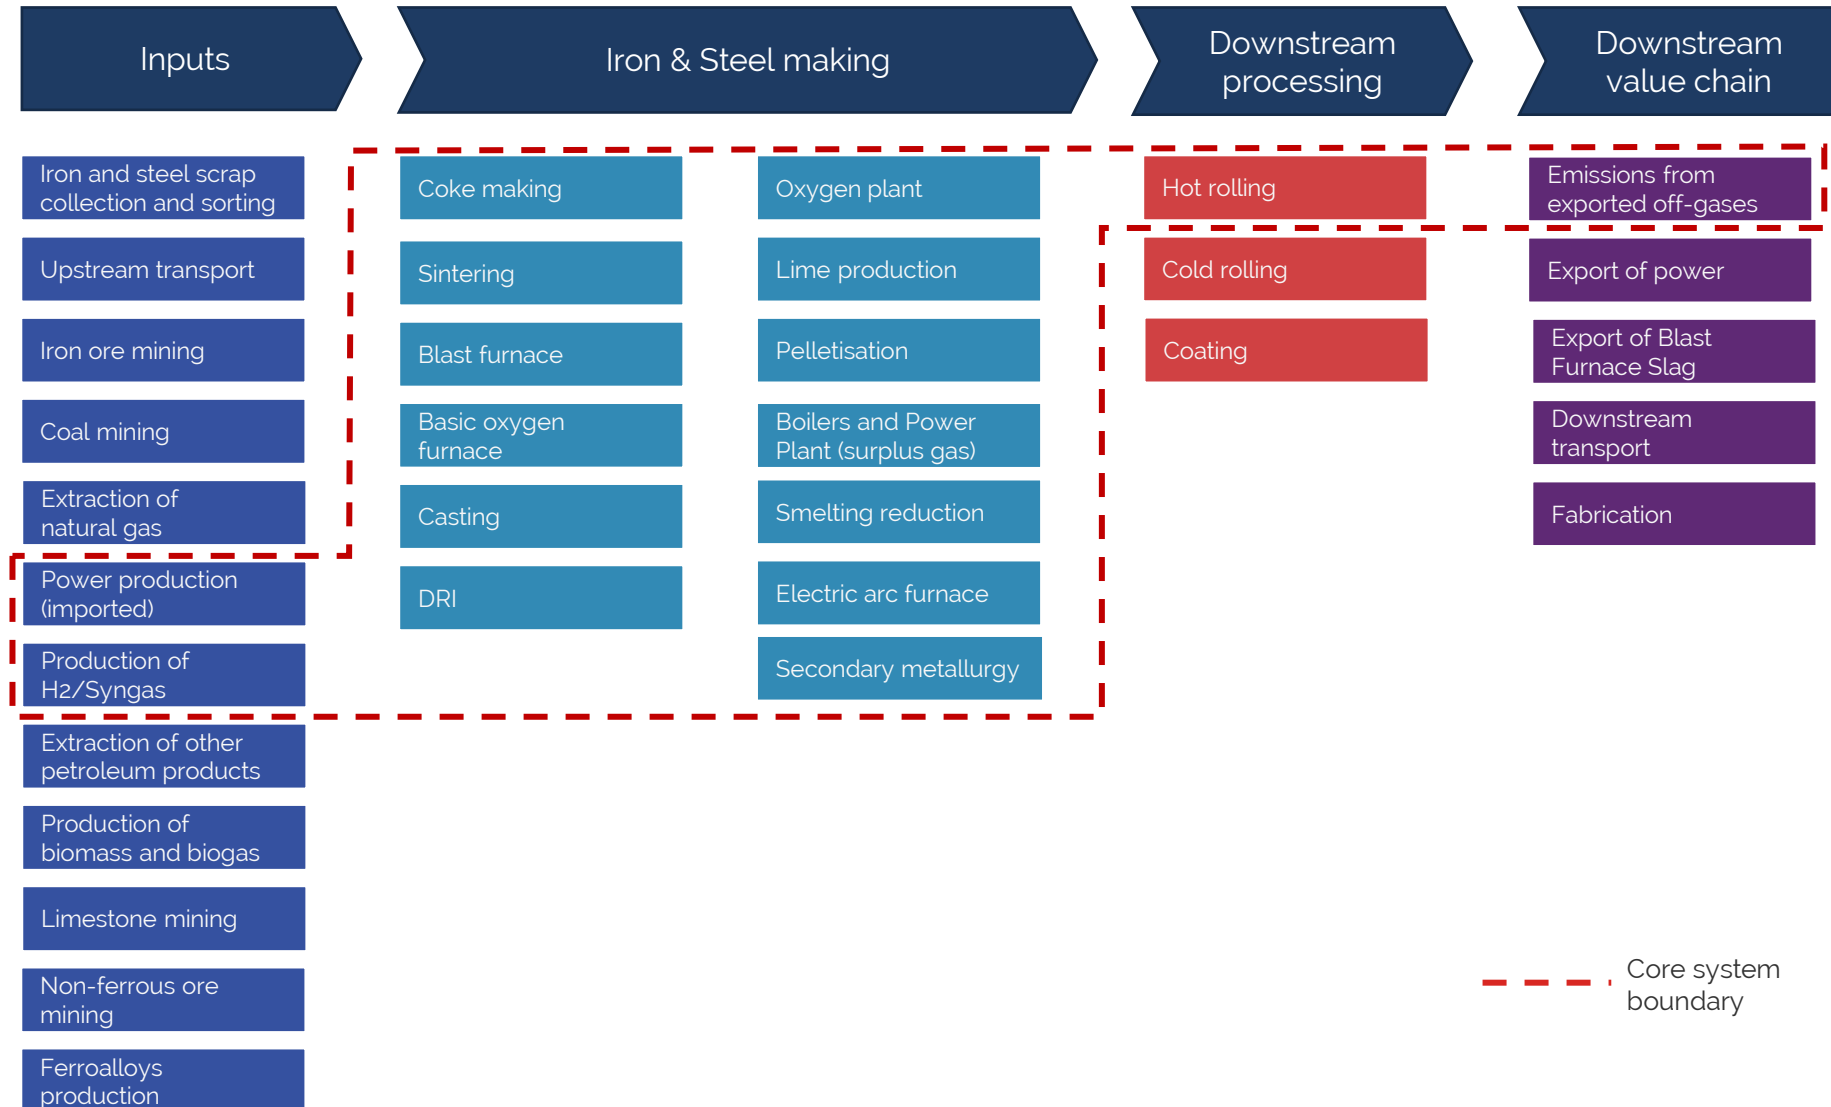 Inputs
Iron & Steel making
Downstream
processing
Downstream
value chain
Iron and steel scrap
collection and sorting
Upstream transport
Iron ore mining
Coal mining
Extraction of
natural gas
Power production
(imported)
Production of
H2/Syngas
Extraction of other
petroleum products
Production of
biomass and biogas
Limestone mining
Non-ferrous ore
mining
Ferroalloys
production
Coke making
Sintering
Blast furnace
Basic oxygen
furnace
Casting
DRI
Oxygen plant
Lime production
Pelletisation
Boilers and Power
Plant (surplus gas)
Smelting reduction
Electric arc furnace
Secondary metallurgy
Hot rolling
Cold rolling
Coating
Emissions from
exported off-gases
Export of power
Export of Blast
Furnace Slag
Downstream
transport
Fabrication
Core system
boundary